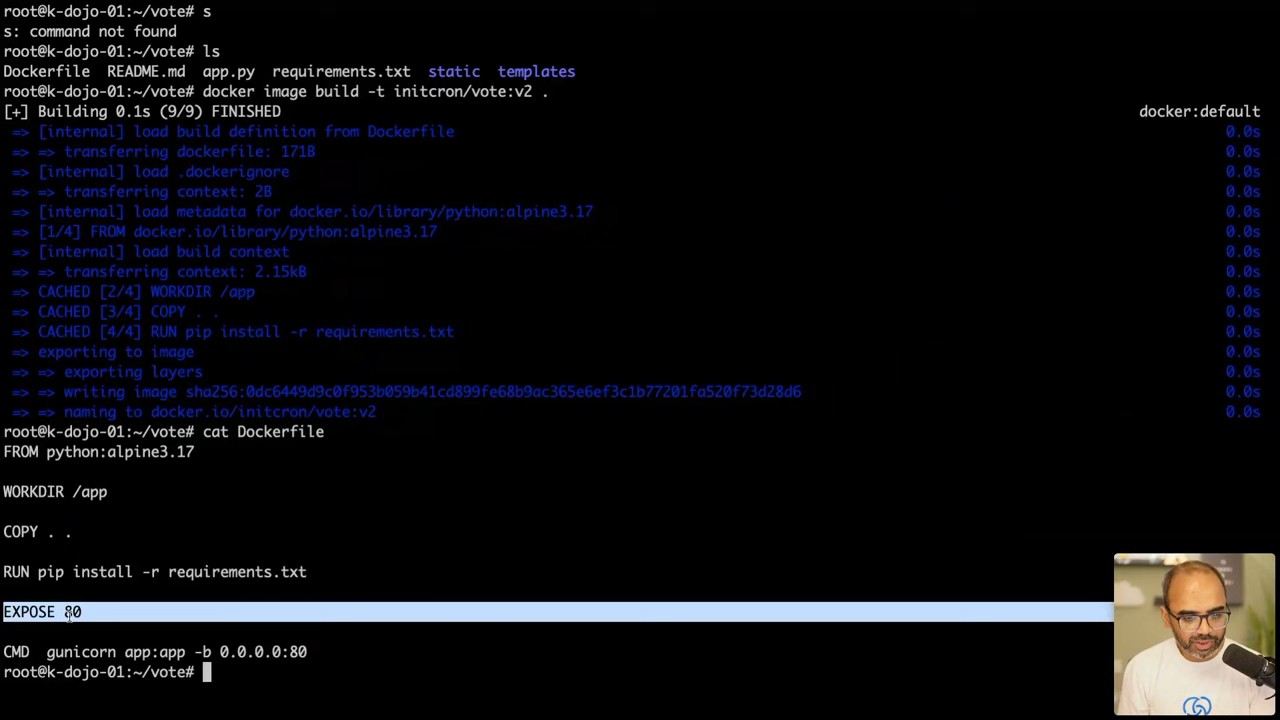 root@k-dojo-01:~/vote# s
s: command not found
root@k-dojo-01:~/vote# ls
Dockerfile  README.md  app.py  requirements.txt  static  templates
root@k-dojo-01:~/vote# docker image build -t initcron/vote:v2 .
[+] Building 0.1s (9/9) FINISHED docker:default
=> [internal] load build definition from Dockerfile 0.0s
=> => transferring dockerfile: 171B 0.0s
=> [internal] load .dockerignore 0.0s
=> => transferring context: 2B 0.0s
=> [internal] load metadata for docker.io/library/python:alpine3.17 0.0s
=> [1/4] FROM docker.io/library/python:alpine3.17 0.0s
=> [internal] load build context 0.0s
=> => transferring context: 2.15kB 0.0s
=> CACHED [2/4] WORKDIR /app 0.0s
=> CACHED [3/4] COPY . . 0.0s
=> CACHED [4/4] RUN pip install -r requirements.txt 0.0s
=> exporting to image 0.0s
=> => exporting layers 0.0s
=> => writing image sha256:0dc6449d9c0f953b059b41cd899fe68b9ac365e6ef3c1b77201fa520f73d28d6 0.0s
=> => naming to docker.io/initcron/vote:v2 0.0s
root@k-dojo-01:~/vote# cat Dockerfile
FROM python:alpine3.17
WORKDIR /app
COPY . .
RUN pip install -r requirements.txt
EXPOSE 80
CMD  gunicorn app:app -b 0.0.0.0:80
root@k-dojo-01:~/vote#